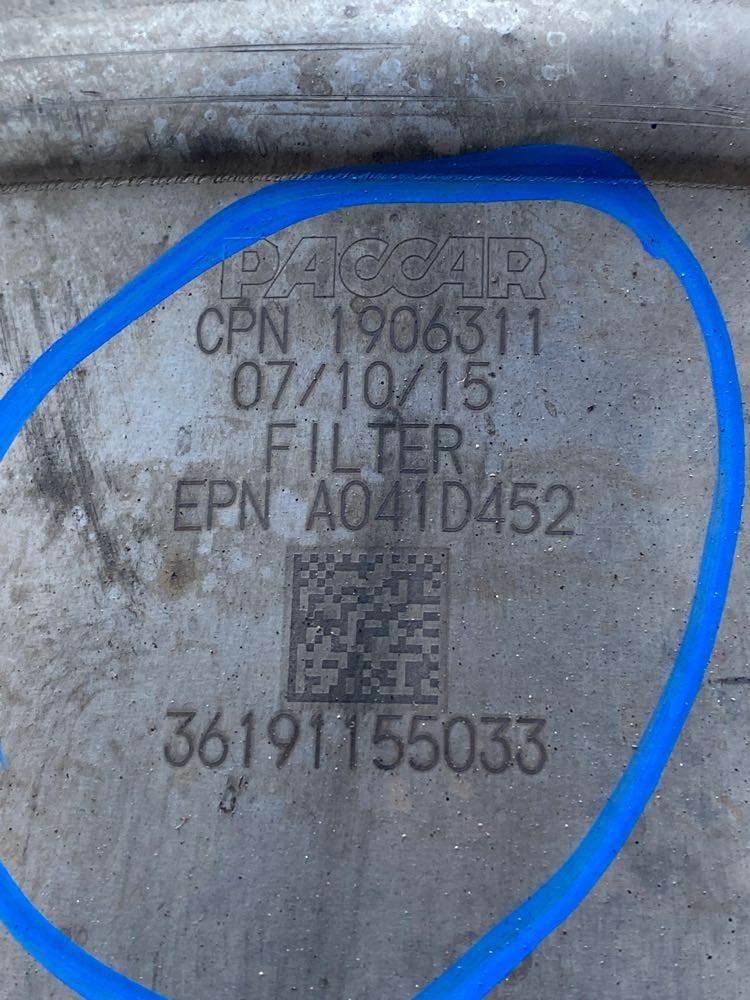 PACCAR
CPN 1906311
07/10/15
FILTER
EPN A041D452
36191155033